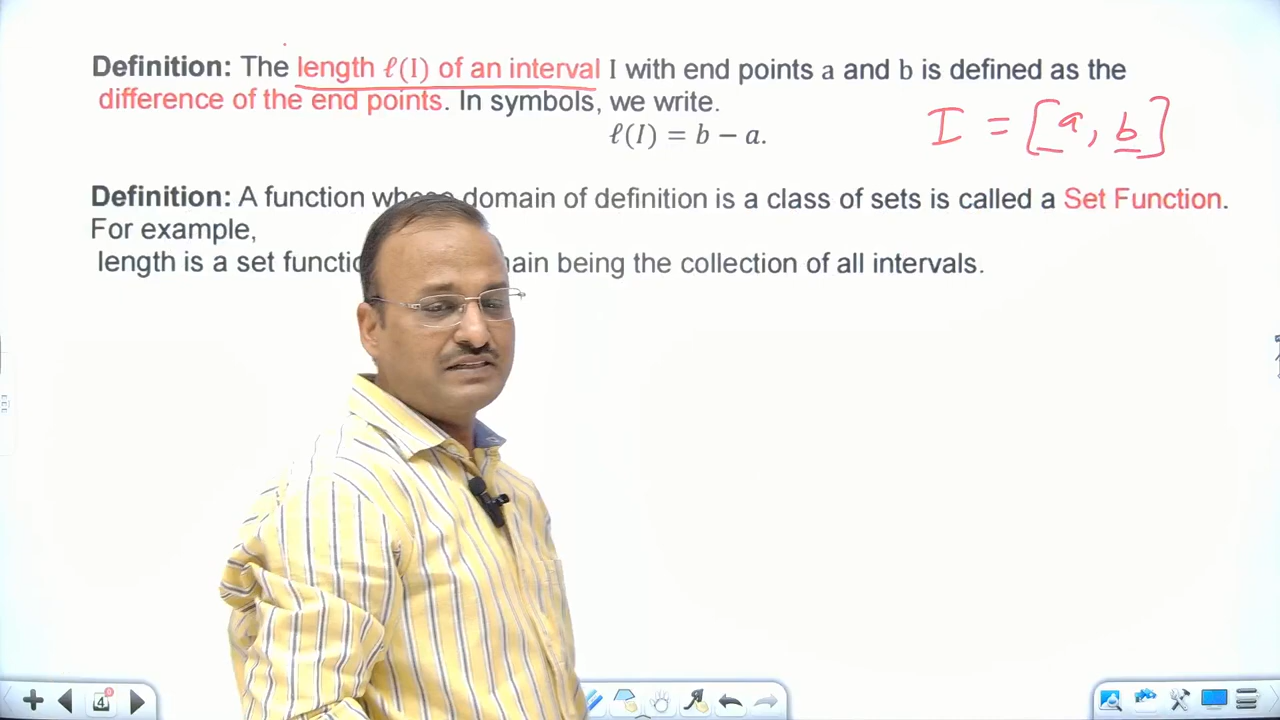 Definition: The length ℓ(I) of an interval I with end points a and b is defined as the
difference of the end points. In symbols, we write.
ℓ(I) = b − a.
I = [a, b]
Definition: A function domain of definition is a class of sets is called a Set Function.
For example,
length is a set being the collection of all intervals.
4